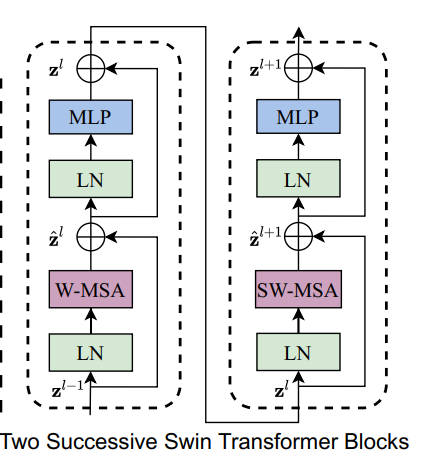 z^l
MLP
LN
ẑ^l
W-MSA
LN
z^{l-1}
z^{l+1}
MLP
LN
ẑ^{l+1}
SW-MSA
LN
z^l
Two Successive Swin Transformer Blocks